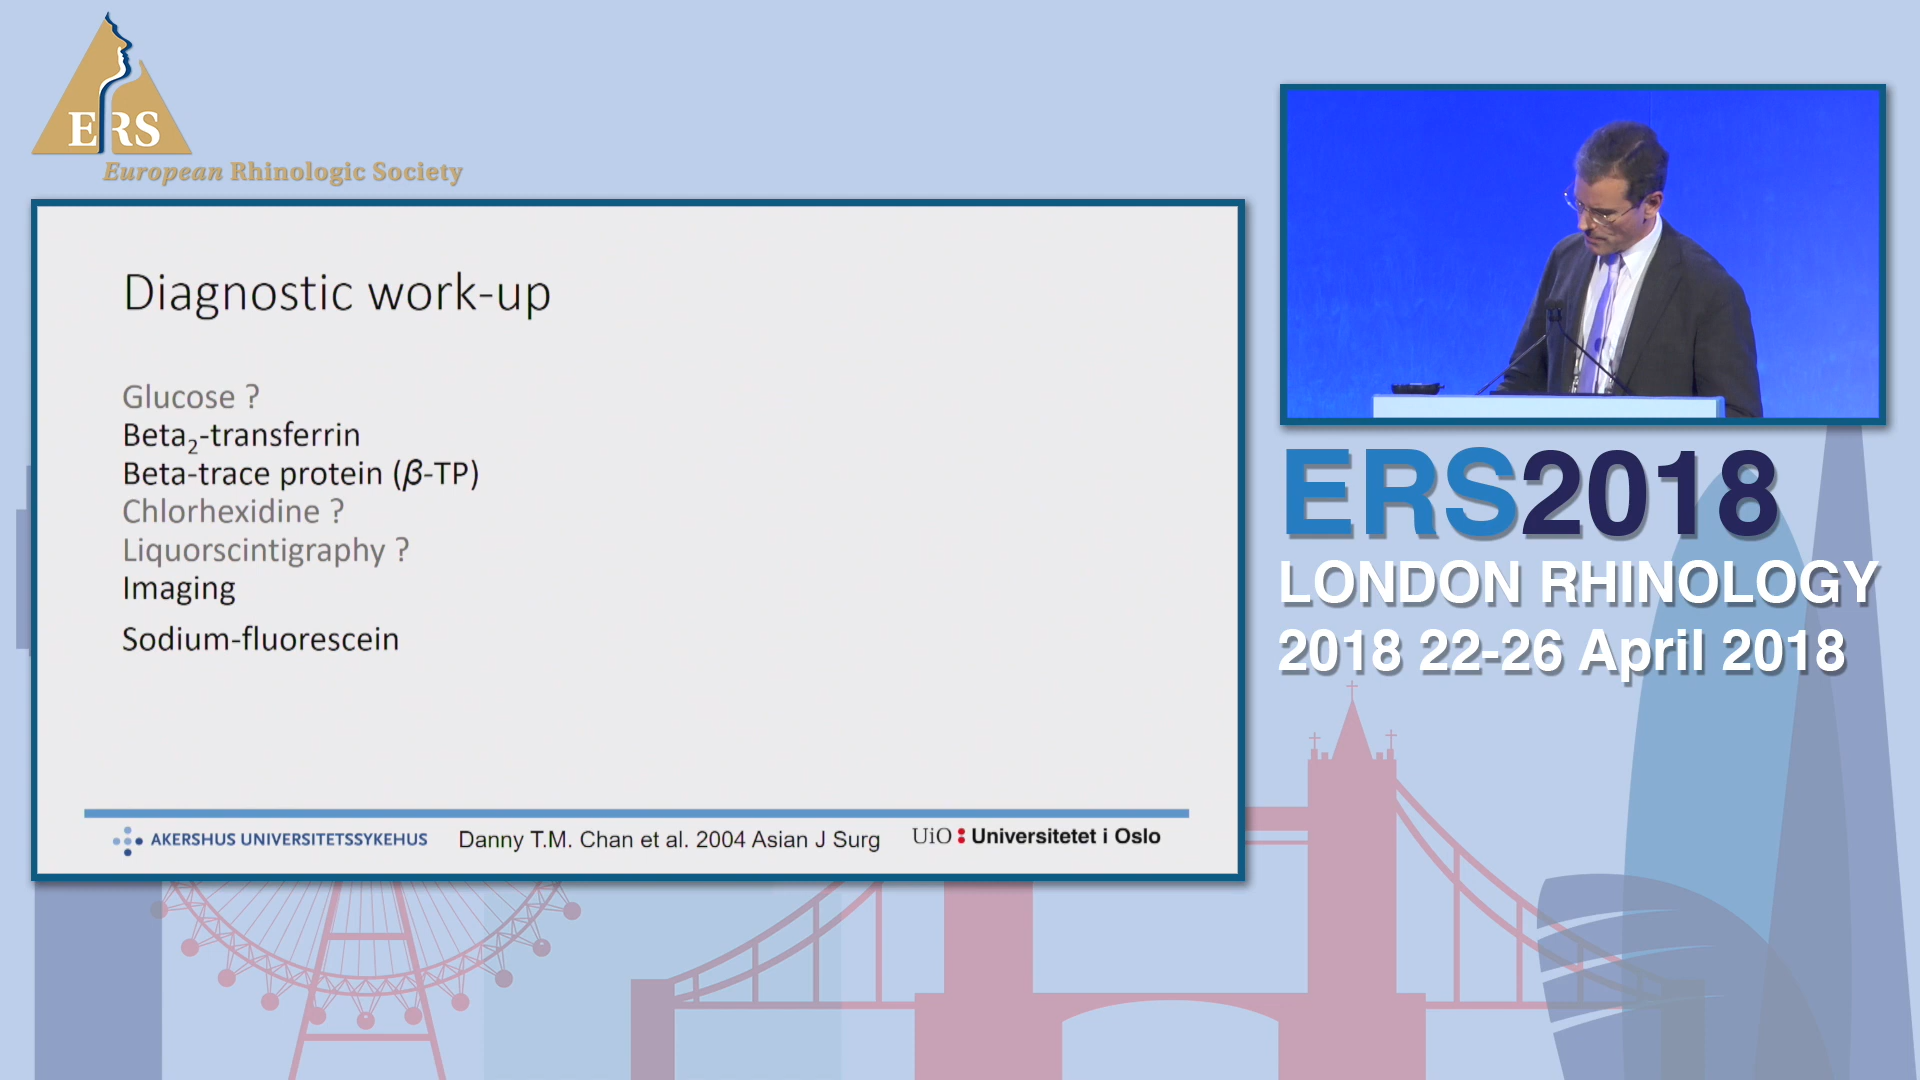 ERS
European Rhinologic Society
Diagnostic work-up
Glucose ?
Beta₂-transferrin
Beta-trace protein (β-TP)
Chlorhexidine ?
Liquorscintigraphy ?
Imaging
Sodium-fluorescein
AKERSHUS UNIVERSITETSSYKEHUS
Danny T.M. Chan et al. 2004 Asian J Surg
UiO : Universitetet i Oslo
ERS2018
LONDON RHINOLOGY
2018 22-26 April 2018